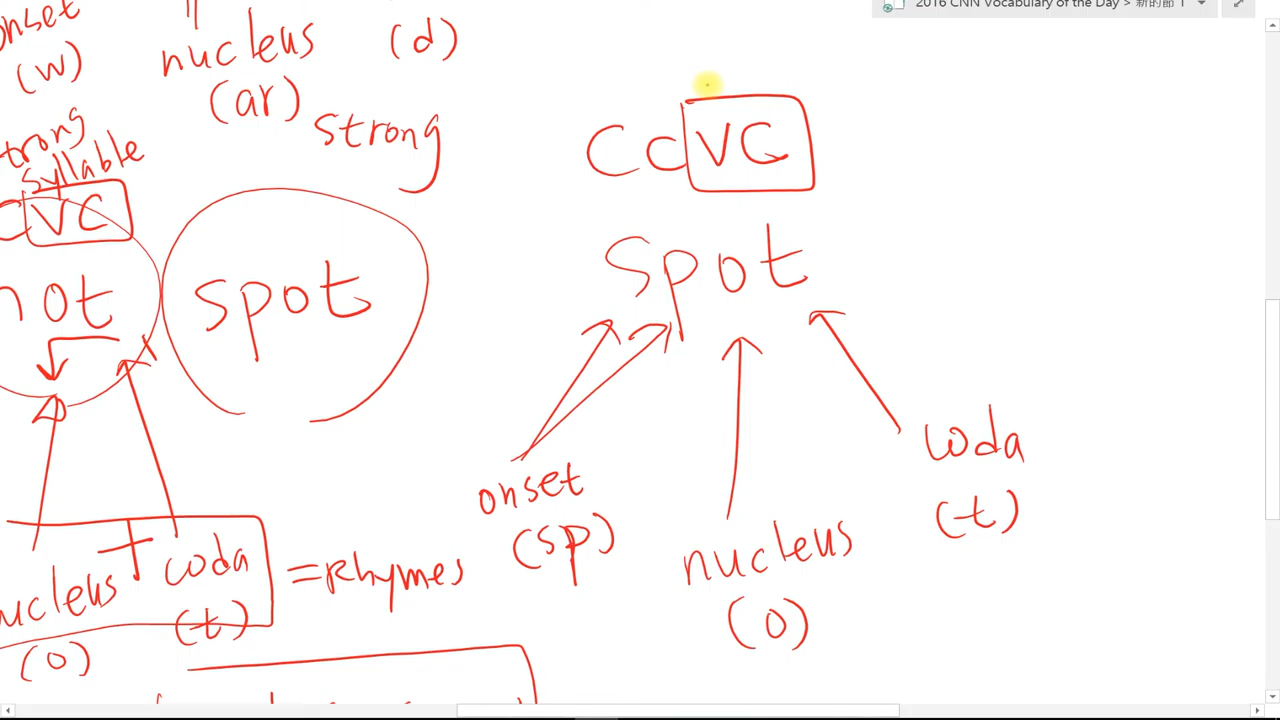 2016 CNN Vocabulary of the Day > 新的節 1
onset
(w)
nucleus
(ar)
(d)
strong
strong
syllable
CVC
not
spot
CCVC
spot
onset
(sp)
nucleus
(o)
coda
(t)
nucleus
(o)
+
coda
(t)
=Rhymes